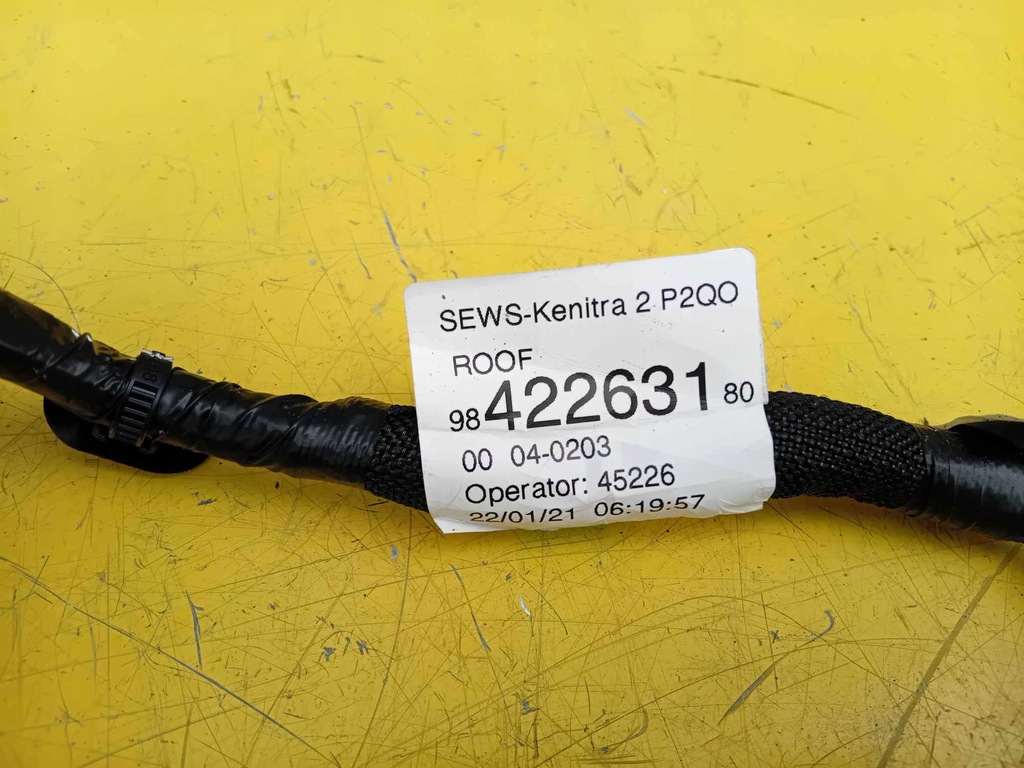 SEWS-Kenitra 2 P2QO
ROOF
98 422631 80
00 04-0203
Operator: 45226
22/01/21 06:19:57